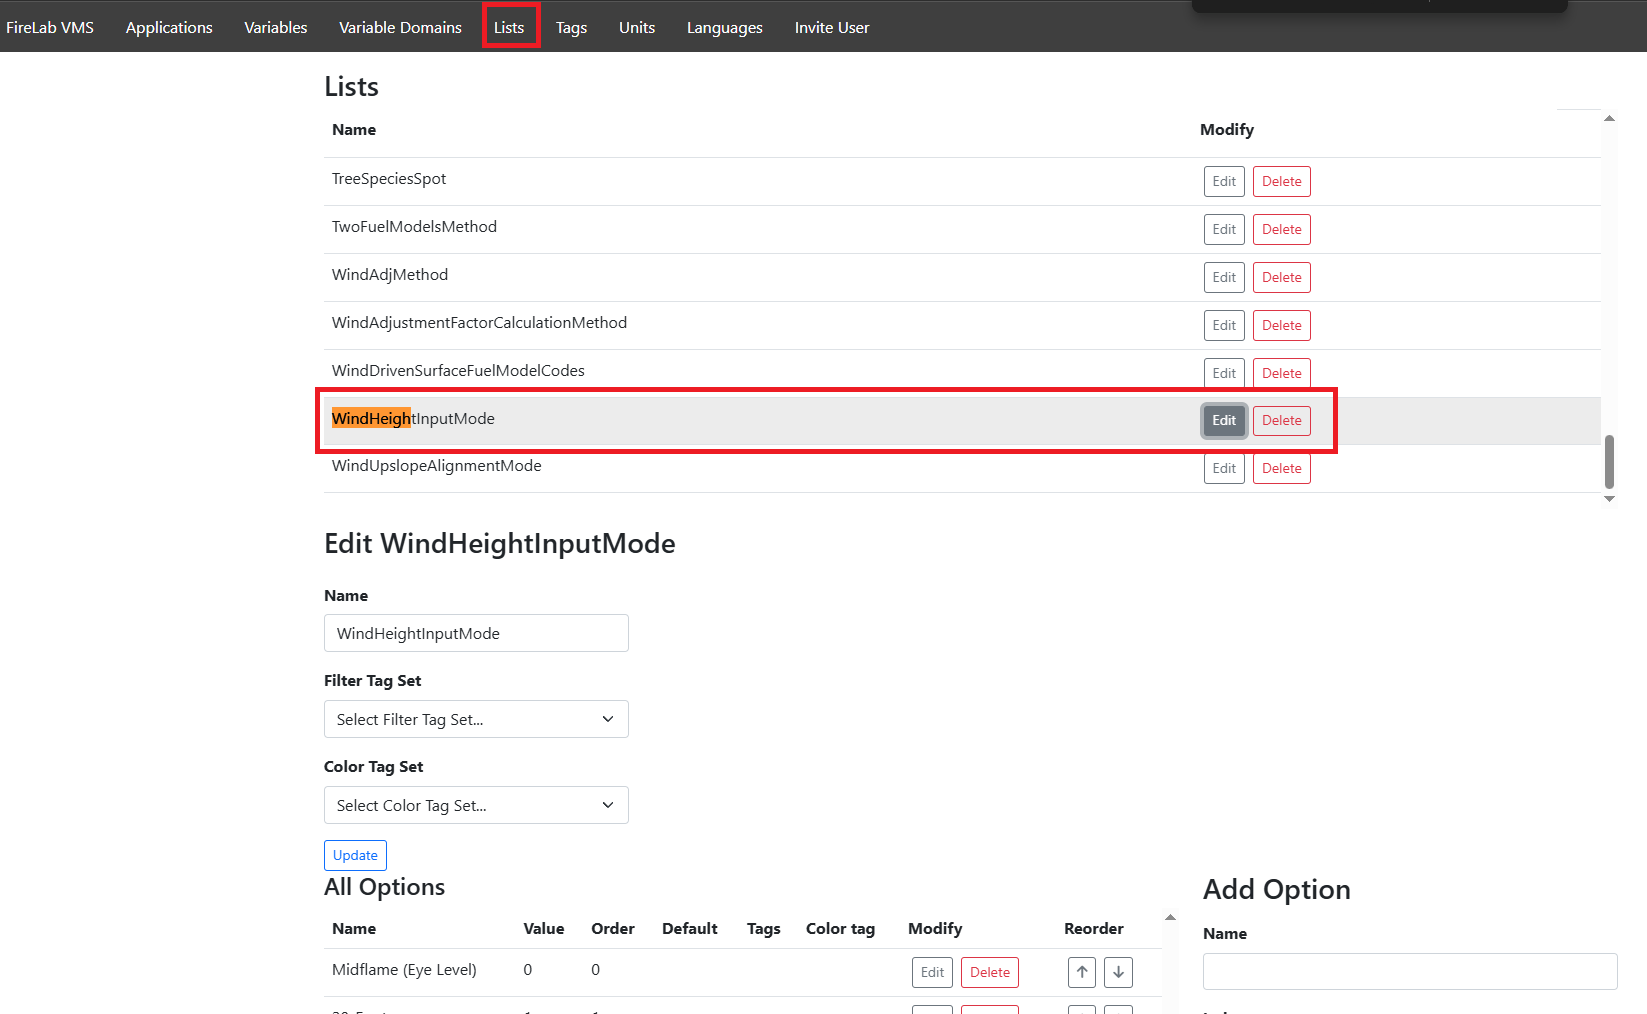 FireLab VMS Applications Variables Variable Domains Lists Tags Units Languages Invite User
Lists
Name Modify
TreeSpeciesSpot Edit Delete
TwoFuelModelsMethod Edit Delete
WindAdjMethod Edit Delete
WindAdjustmentFactorCalculationMethod Edit Delete
WindDrivenSurfaceFuelModelCodes Edit Delete
WindHeightInputMode Edit Delete
WindUpslopeAlignmentMode Edit Delete
Edit WindHeightInputMode
Name
WindHeightInputMode
Filter Tag Set
Select Filter Tag Set...
Color Tag Set
Select Color Tag Set...
Update
All Options
Name Value Order Default Tags Color tag Modify Reorder
Midflame (Eye Level) 0 0 Edit Delete
Add Option
Name